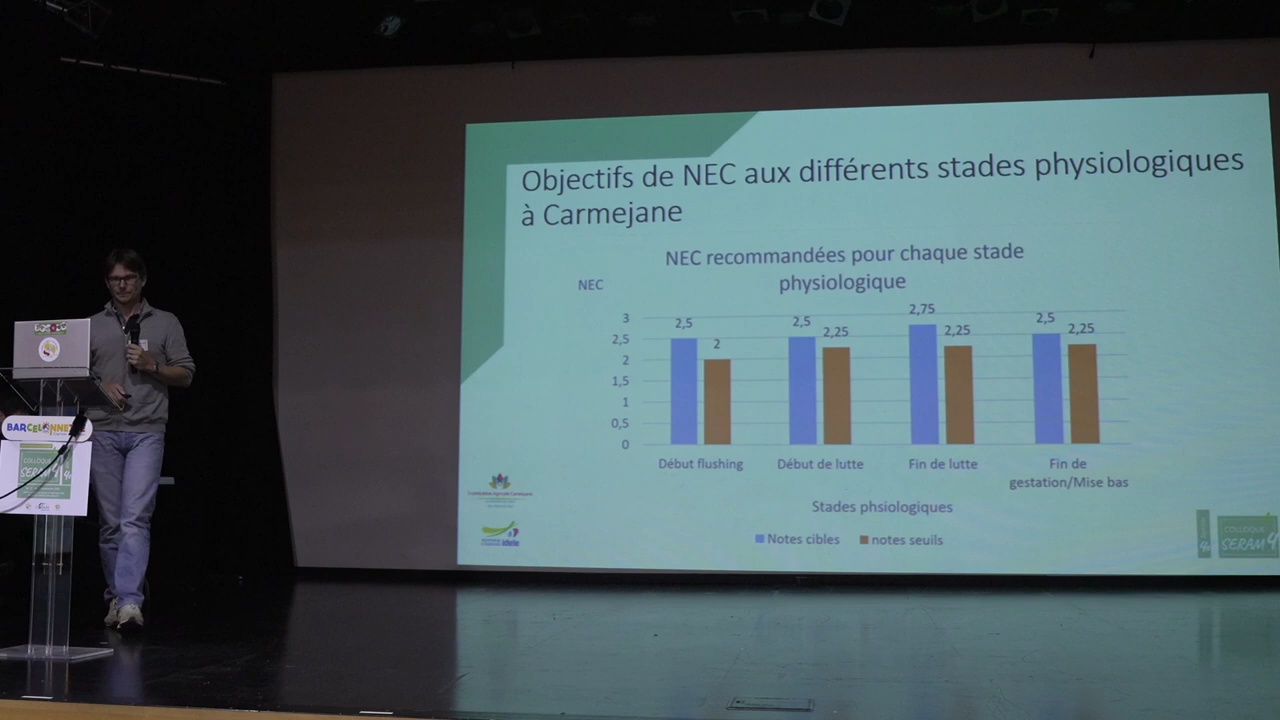 Objectifs de NEC aux différents stades physiologiques
à Carmejane
NEC recommandées pour chaque stade
physiologique
NEC
3
2,5
2
1,5
1
0,5
0
2,5
2
2,5
2,25
2,75
2,25
2,5
2,25
Début flushing
Début de lutte
Fin de lutte
Fin de
gestation/Mise bas
Stades phsiologiques
Notes cibles
notes seuils
idele
COLLOQUE
SERAM
BARCELONNETTE
COLLOQUE
SERAM